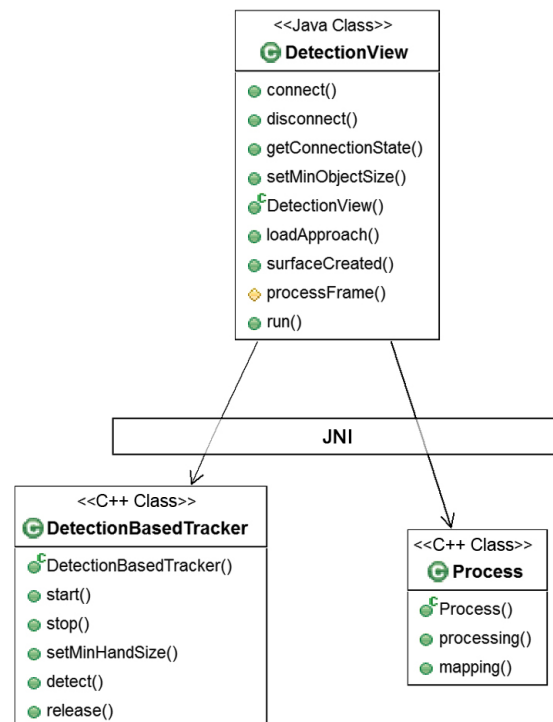 <<Java Class>>
C DetectionView
connect()
disconnect()
getConnectionState()
setMinObjectSize()
C DetectionView()
loadApproach()
surfaceCreated()
processFrame()
run()
JNI
<<C++ Class>>
C DetectionBasedTracker
C DetectionBasedTracker()
start()
stop()
setMinHandSize()
detect()
release()
<<C++ Class>>
C Process
C Process()
processing()
mapping()